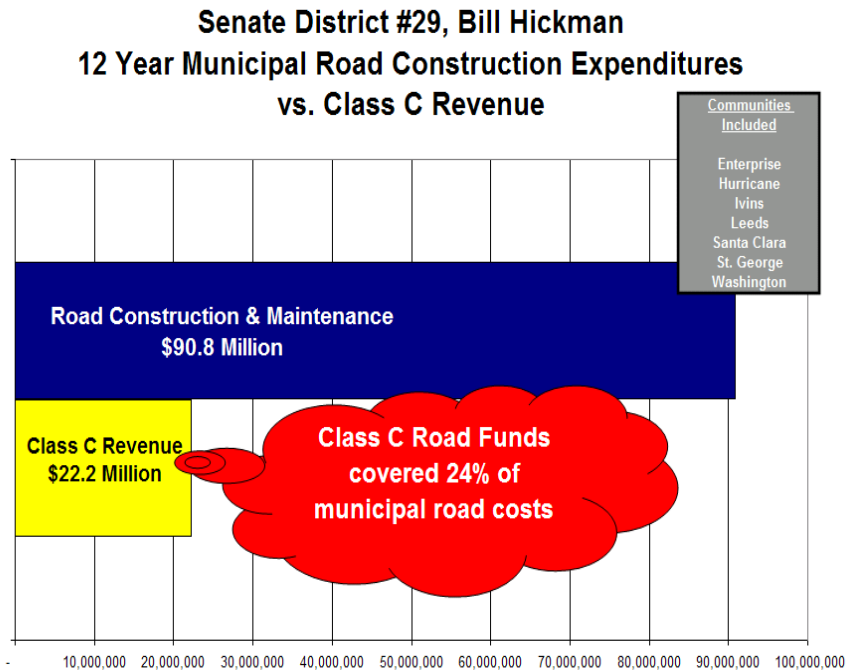 Senate District #29, Bill Hickman
12 Year Municipal Road Construction Expenditures
vs. Class C Revenue
Communities
Included
Enterprise
Hurricane
Ivins
Leeds
Santa Clara
St. George
Washington
Road Construction & Maintenance
$90.8 Million
Class C Revenue
$22.2 Million
Class C Road Funds
covered 24% of
municipal road costs
- 10,000,000 20,000,000 30,000,000 40,000,000 50,000,000 60,000,000 70,000,000 80,000,000 90,000,000 100,000,000